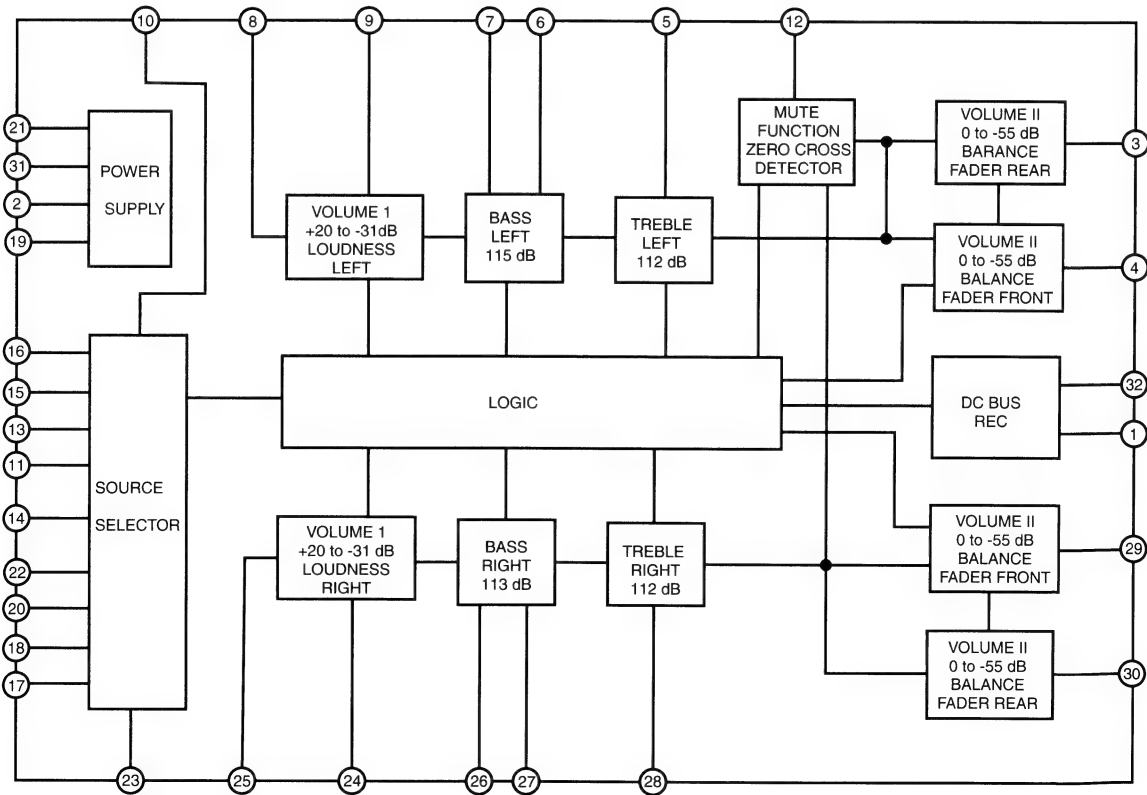 10
8
9
7
6
5
12
21
31
2
19
POWER
SUPPLY
VOLUME 1
+20 to -31dB
LOUDNESS
LEFT
BASS
LEFT
115 dB
TREBLE
LEFT
112 dB
MUTE
FUNCTION
ZERO CROSS
DETECTOR
VOLUME II
0 to -55 dB
BARANCE
FADER REAR
3
VOLUME II
0 to -55 dB
BALANCE
FADER FRONT
4
16
15
13
11
14
22
20
18
17
SOURCE
SELECTOR
LOGIC
DC BUS
REC
32
1
VOLUME 1
+20 to -31 dB
LOUDNESS
RIGHT
BASS
RIGHT
113 dB
TREBLE
RIGHT
112 dB
VOLUME II
0 to -55 dB
BALANCE
FADER FRONT
29
VOLUME II
0 to -55 dB
BALANCE
FADER REAR
30
23
25
24
26
27
28